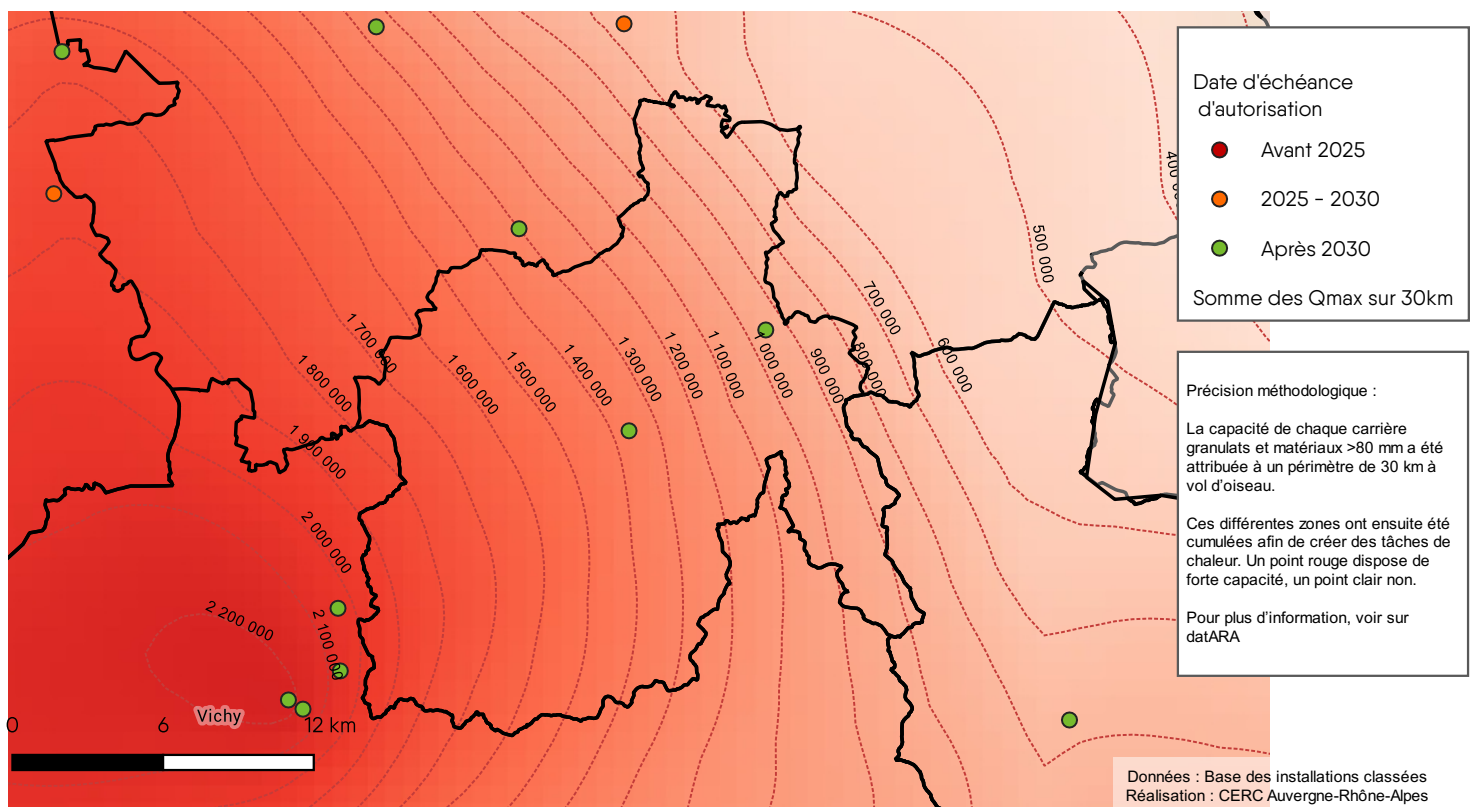 Date d'échéance
d'autorisation
Avant 2025
2025 - 2030
Après 2030
Somme des Qmax sur 30km
Précision méthodologique :
La capacité de chaque carrière
granulats et matériaux >80 mm a été
attribuée à un périmètre de 30 km à
vol d'oiseau.
Ces différentes zones ont ensuite été
cumulées afin de créer des tâches de
chaleur. Un point rouge dispose de
forte capacité, un point clair non.
Pour plus d'information, voir sur
datARA
500 000
700 000
600 000
800 000
900 000
1 000 000
1 100 000
1 200 000
1 300 000
1 400 000
1 500 000
1 600 000
1 700 000
1 800 000
1 900 000
2 000 000
2 100 000
2 200 000
Vichy
0 6 12 km
Données : Base des installations classées
Réalisation : CERC Auvergne-Rhône-Alpes